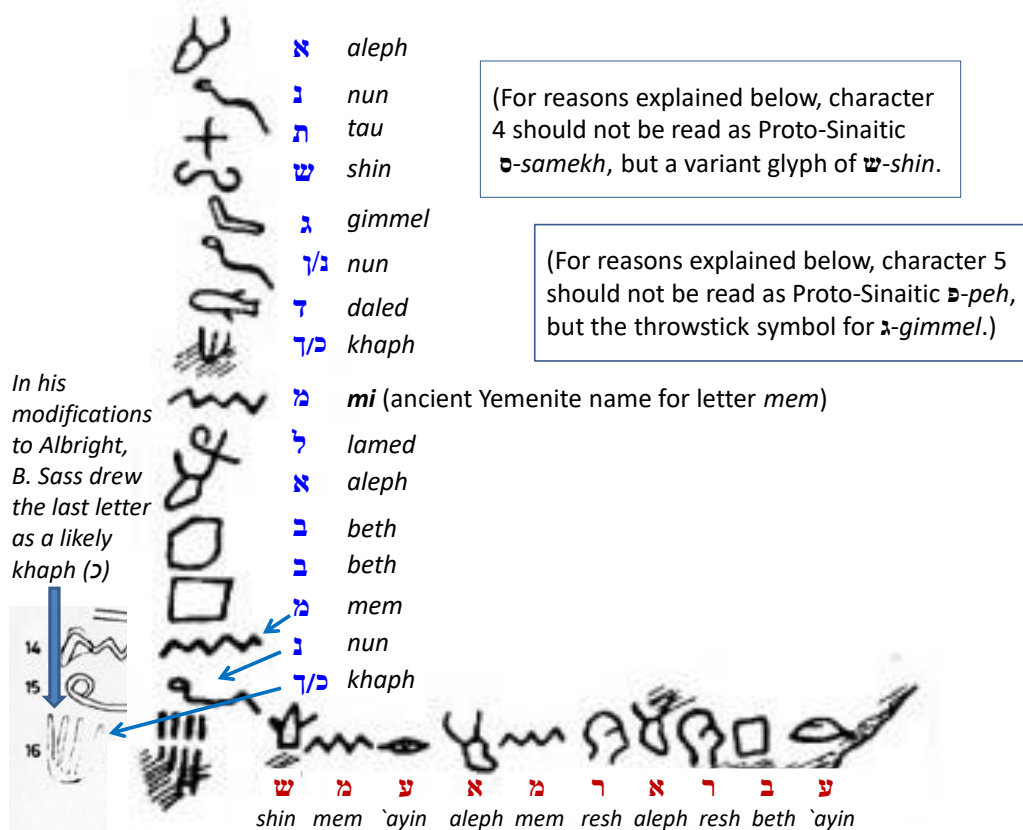 א aleph
נ nun
ת tau
ש shin
ג gimmel
נ/ך nun
ד daled
כ/ך khaph
מ mi (ancient Yemenite name for letter mem)
ל lamed
א aleph
ב beth
ב beth
מ mem
נ nun
כ/ך khaph
(For reasons explained below, character
4 should not be read as Proto-Sinaitic
ס-samekh, but a variant glyph of ש-shin.
(For reasons explained below, character 5
should not be read as Proto-Sinaitic פ-peh,
but the throwstick symbol for ג-gimmel.)
In his
modifications
to Albright,
B. Sass drew
the last letter
as a likely
khaph (כ)
14
15
16
ש מ ע א מ ר א ר ב ע
shin mem `ayin aleph mem resh aleph resh beth `ayin